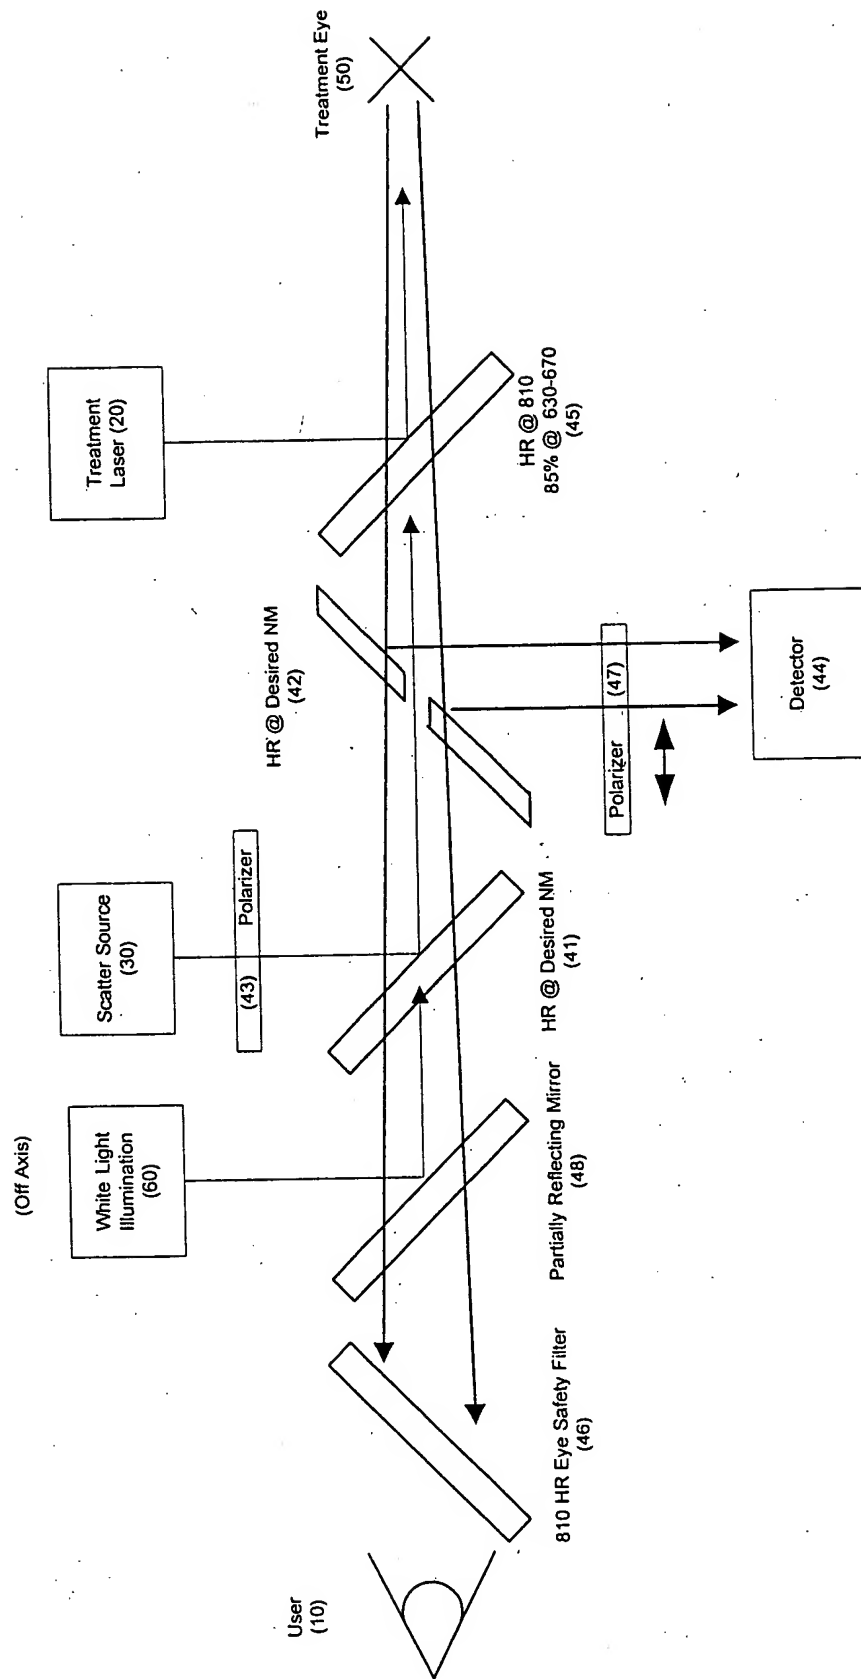 (Off Axis)
White Light
Illumination
(60)
Scatter Source
(30)
(43) Polarizer
Treatment
Laser (20)
Treatment Eye
(50)
HR @ Desired NM
(42)
User
(10)
810 HR Eye Safety Filter
(46)
Partially Reflecting Mirror
(48)
HR @ Desired NM
(41)
HR @ 810
85% @ 630-670
(45)
Polarizer (47)
Detector
(44)